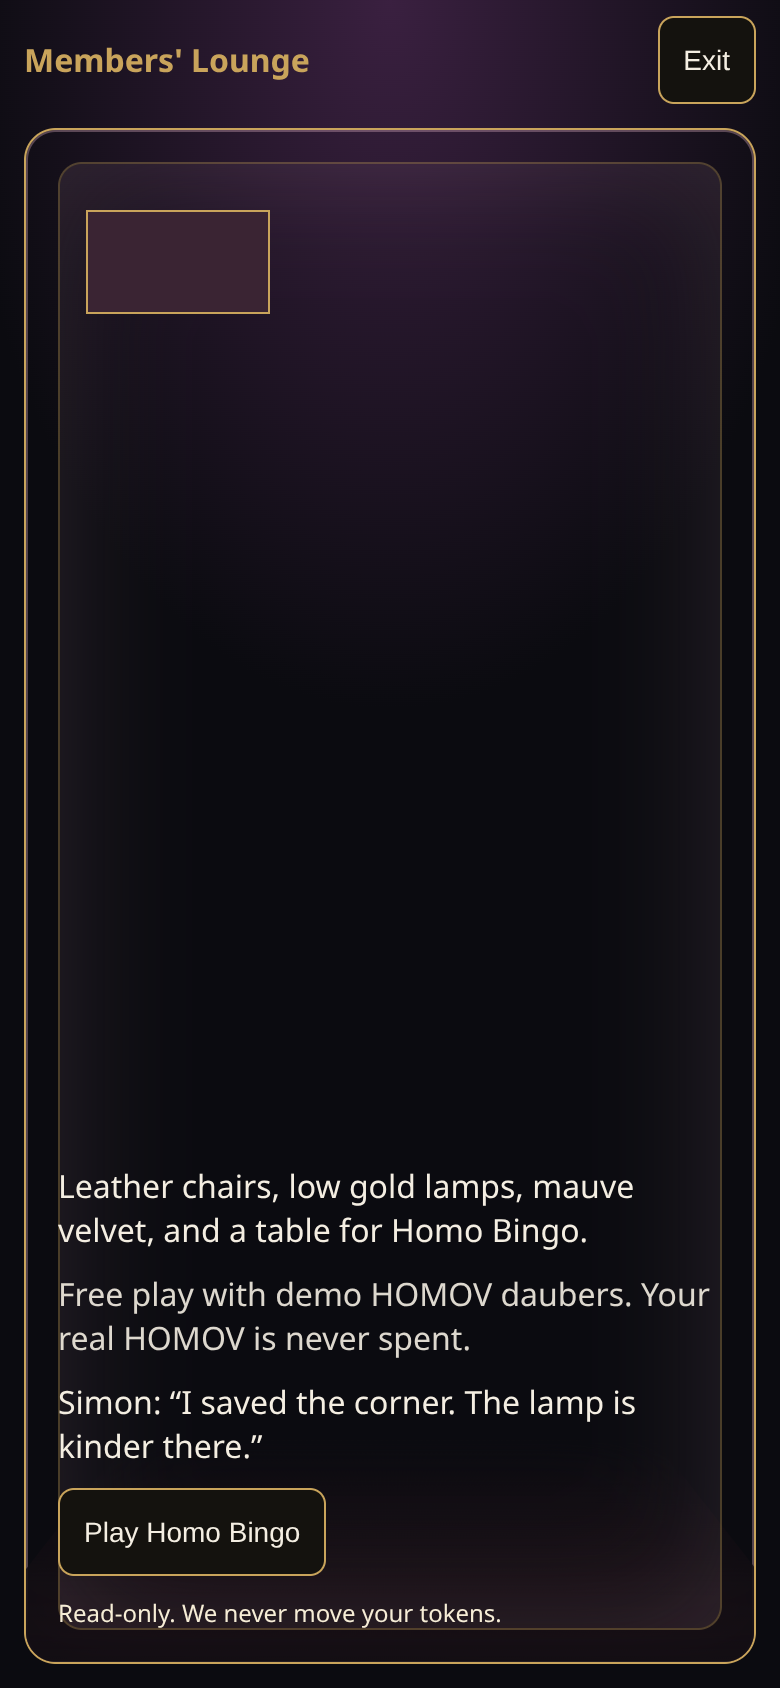 Members' Lounge
Exit
Leather chairs, low gold lamps, mauve
velvet, and a table for Homo Bingo.
Free play with demo HOMOV daubers. Your
real HOMOV is never spent.
Simon: “I saved the corner. The lamp is
kinder there.”
Play Homo Bingo
Read-only. We never move your tokens.